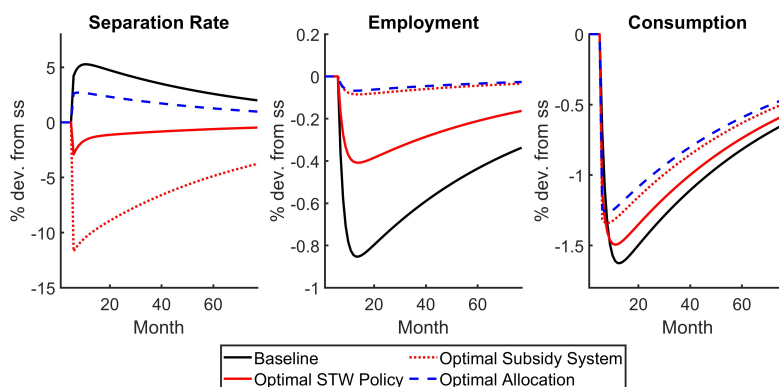 Separation Rate
Employment
Consumption
% dev. from ss
5
0
-5
-10
-15
20
40
60
Month
% dev. from ss
0.2
0
-0.2
-0.4
-0.6
-0.8
-1
20
40
60
Month
% dev. from ss
0
-0.5
-1
-1.5
20
40
60
Month
Baseline
Optimal Subsidy System
Optimal STW Policy
Optimal Allocation